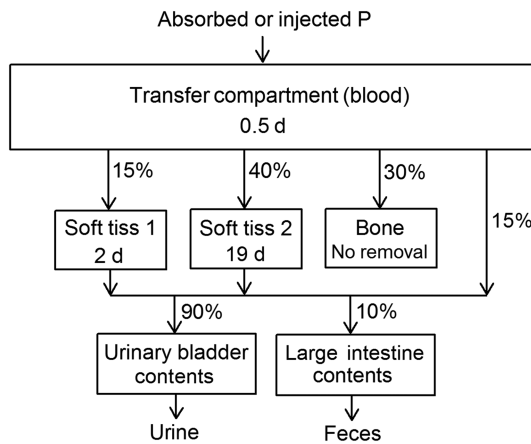 Absorbed or injected P
Transfer compartment (blood)
0.5 d
15%
40%
30%
15%
Soft tiss 1
2 d
Soft tiss 2
19 d
Bone
No removal
90%
10%
Urinary bladder
contents
Large intestine
contents
Urine
Feces